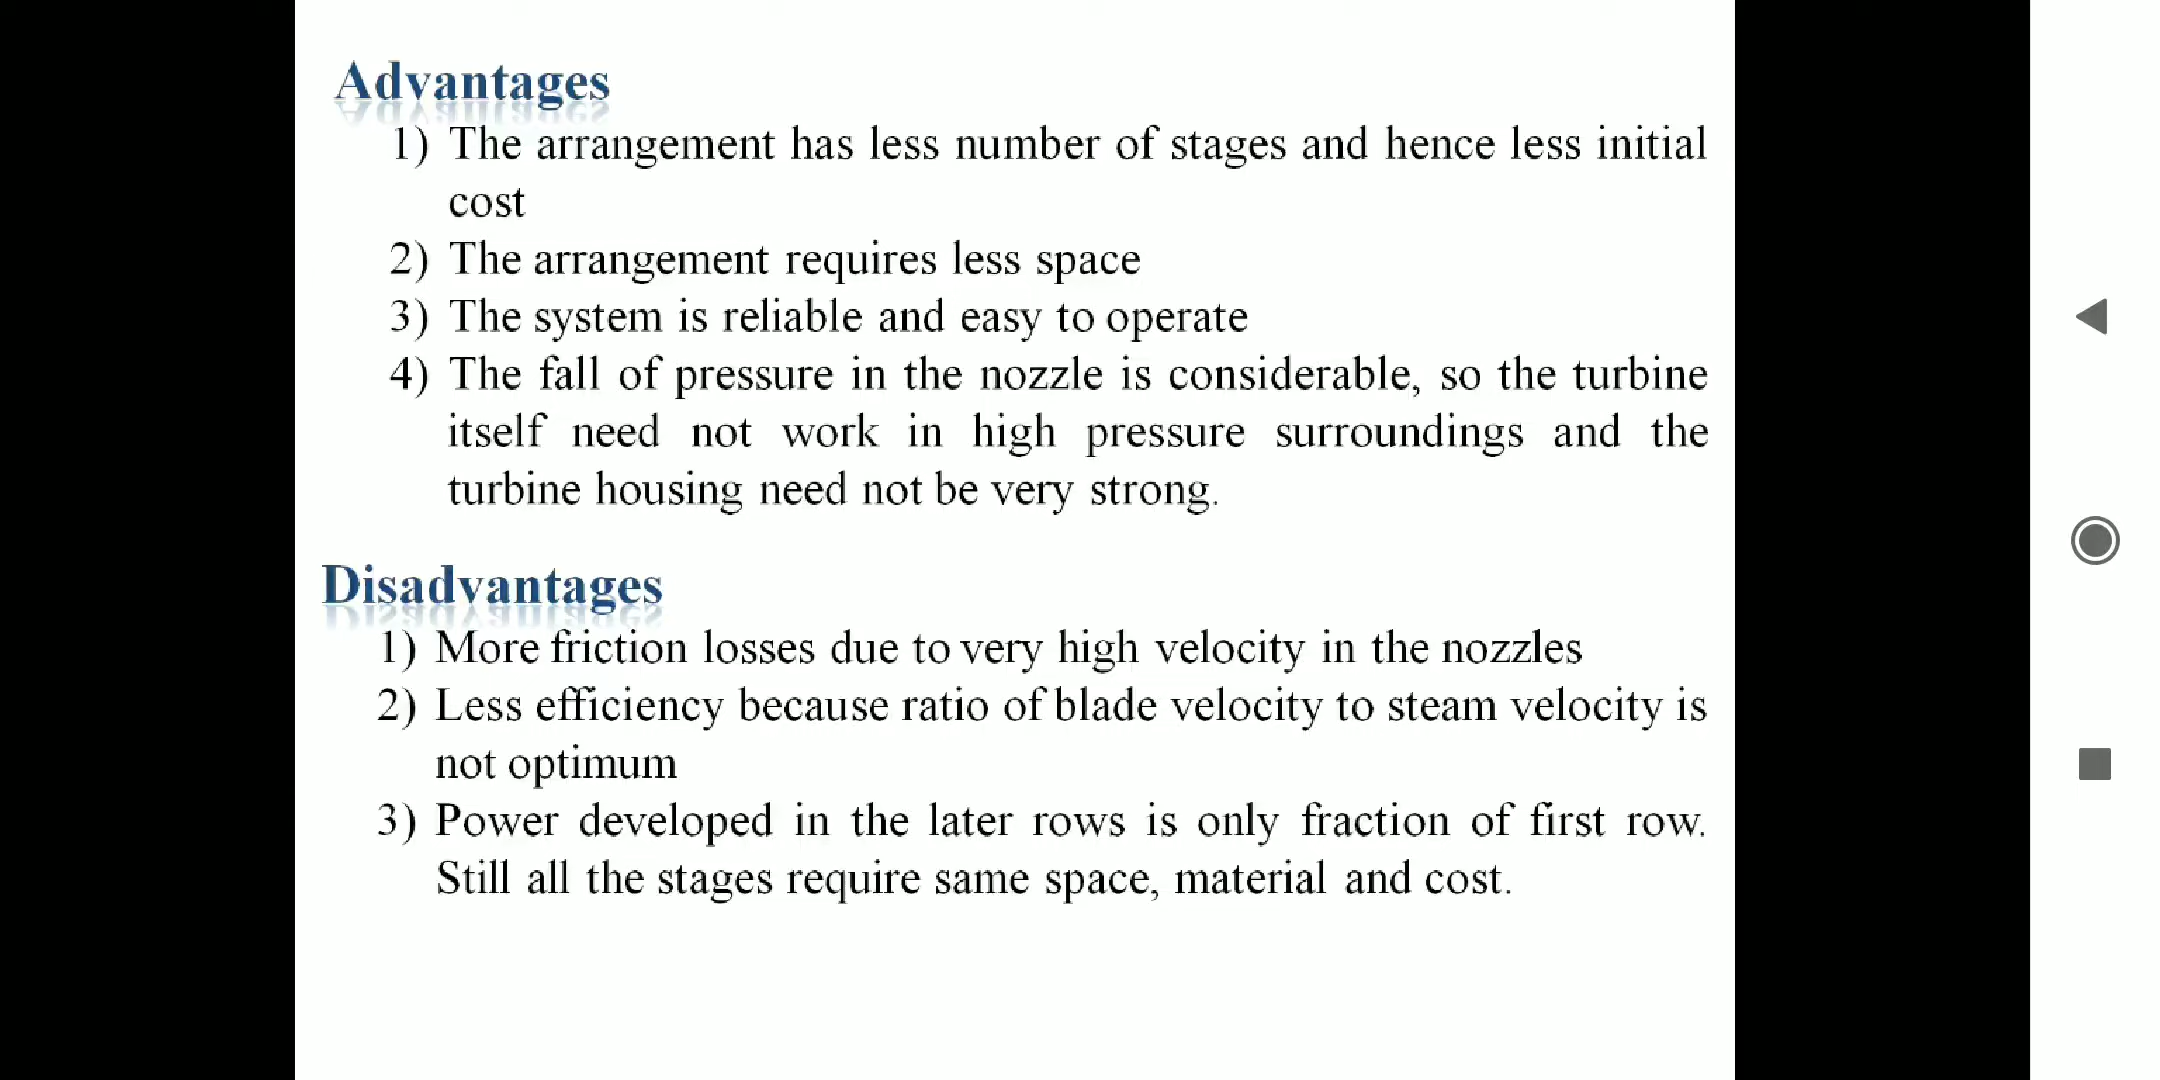 Advantages
1) The arrangement has less number of stages and hence less initial
cost
2) The arrangement requires less space
3) The system is reliable and easy to operate
4) The fall of pressure in the nozzle is considerable, so the turbine
itself need not work in high pressure surroundings and the
turbine housing need not be very strong.
Disadvantages
1) More friction losses due to very high velocity in the nozzles
2) Less efficiency because ratio of blade velocity to steam velocity is
not optimum
3) Power developed in the later rows is only fraction of first row.
Still all the stages require same space, material and cost.